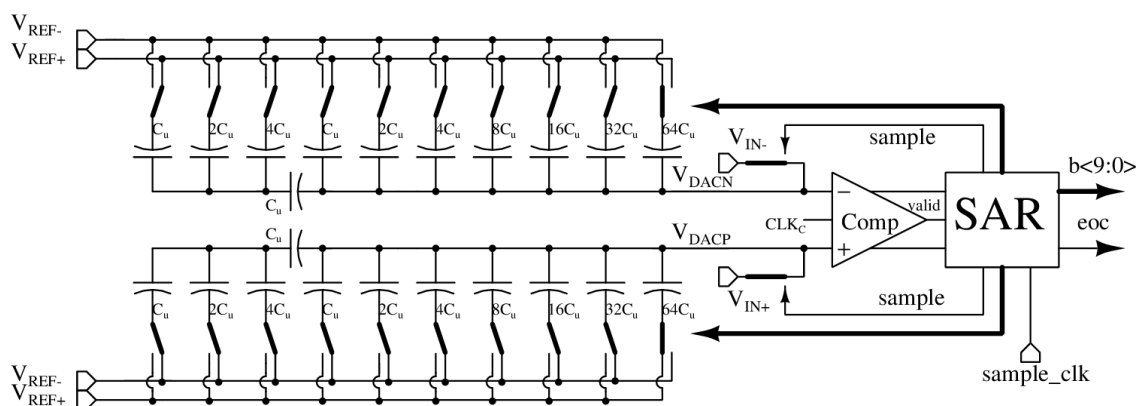 V_REF-
V_REF+
C_u 2C_u 4C_u C_u 2C_u 4C_u 8C_u 16C_u 32C_u 64C_u
V_IN-
sample
b<9:0>
V_DACN
C_u
valid
CLK_C
Comp
SAR
eoc
C_u
V_DACP
V_IN+
sample
C_u 2C_u 4C_u C_u 2C_u 4C_u 8C_u 16C_u 32C_u 64C_u
V_REF-
V_REF+
sample_clk